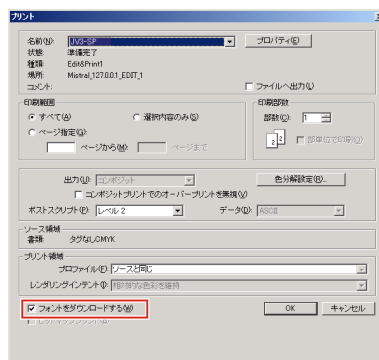 プリント
名前(N): JV3-SP プロパティ(E)
状態: 準備完了
種類: Edit&Print1
場所: Mistral_127.0.0.1_EDIT_1
コメント: ファイルへ出力(L)
印刷範囲 印刷部数
すべて(A) 選択内容のみ(S) 部数(C): 1
ページ指定(G):
ページから(M): ページまで 部単位で印刷(O)
出力(U): コンポジット 色分解設定(R)...
コンポジットプリントでのオーバープリントを無視(V)
ポストスクリプト(P): レベル 2 データ(D): ASCII
ソース領域
書類: タグなしCMYK
プリント領域
プロファイル(F): ソースと同じ
レンダリングインテント(I): 相対的な色彩を維持
フォントをダウンロードする(W) OK キャンセル